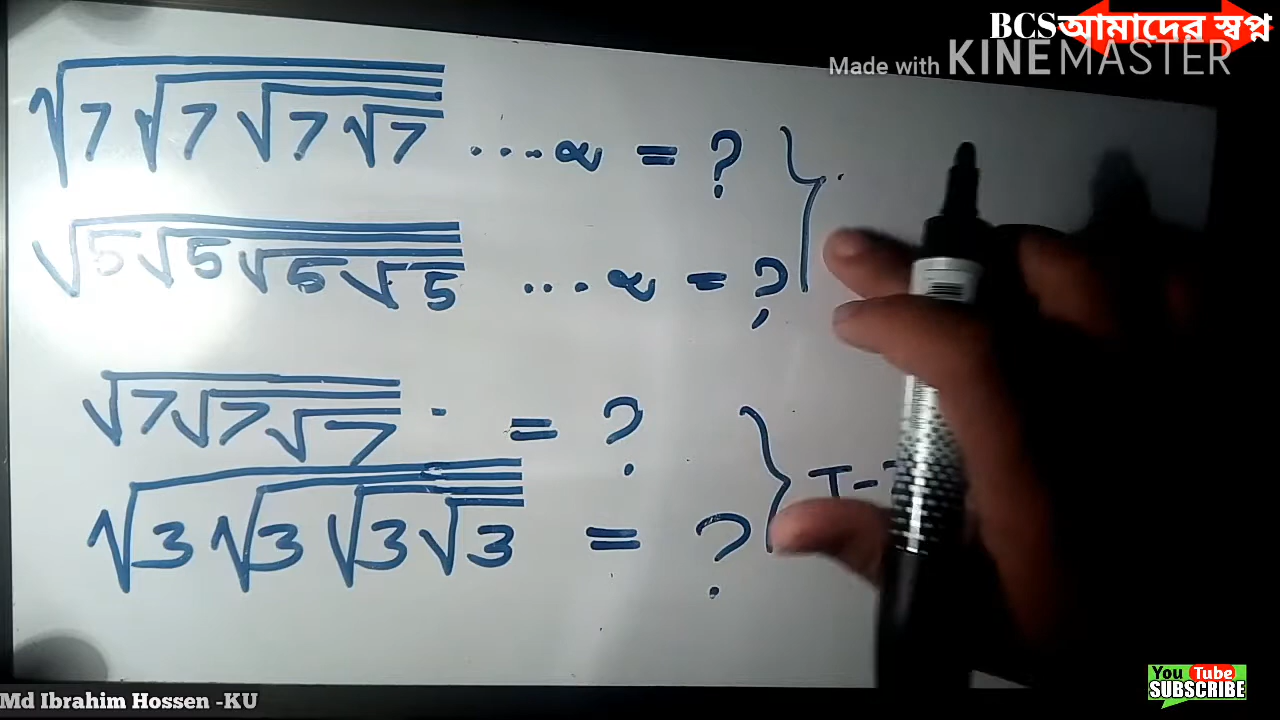 BCSআমাদের স্বপ্ন
Made with KINEMASTER
√7√7√7√7 ...∝ = ?
√5√5√5√5 ...∝ = ?
√7√7√7 = ?
√3√3√3√3 = ?
T-
Md Ibrahim Hossen -KU
You Tube
SUBSCRIBE